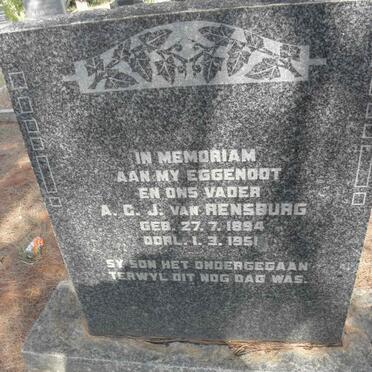 IN MEMORIAM
AAN MY EGGENOOT
EN ONS VADER
A. C. J. VAN RENSBURG
GEB. 27. 7. 1894
OORL. 1. 3. 1951
SY SON HET ONDERGEGAAN
TERWYL DIT NOG DAG WAS.